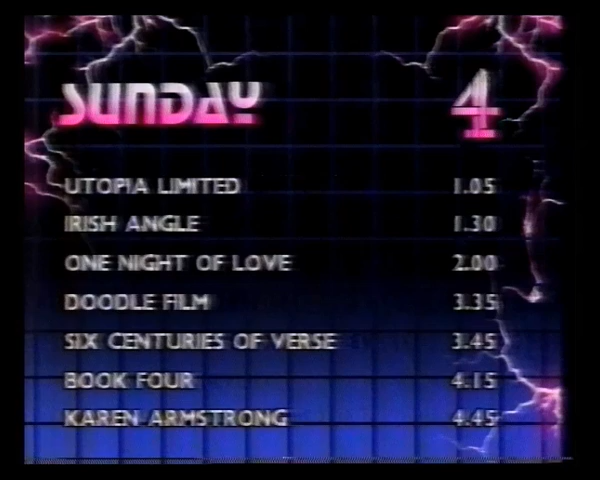 SUNDAY 4
UTOPIA LIMITED 1.05
IRISH ANGLE 1.30
ONE NIGHT OF LOVE 2.00
DOODLE FILM 3.35
SIX CENTURIES OF VERSE 3.45
BOOK FOUR 4.15
KAREN ARMSTRONG 4.45